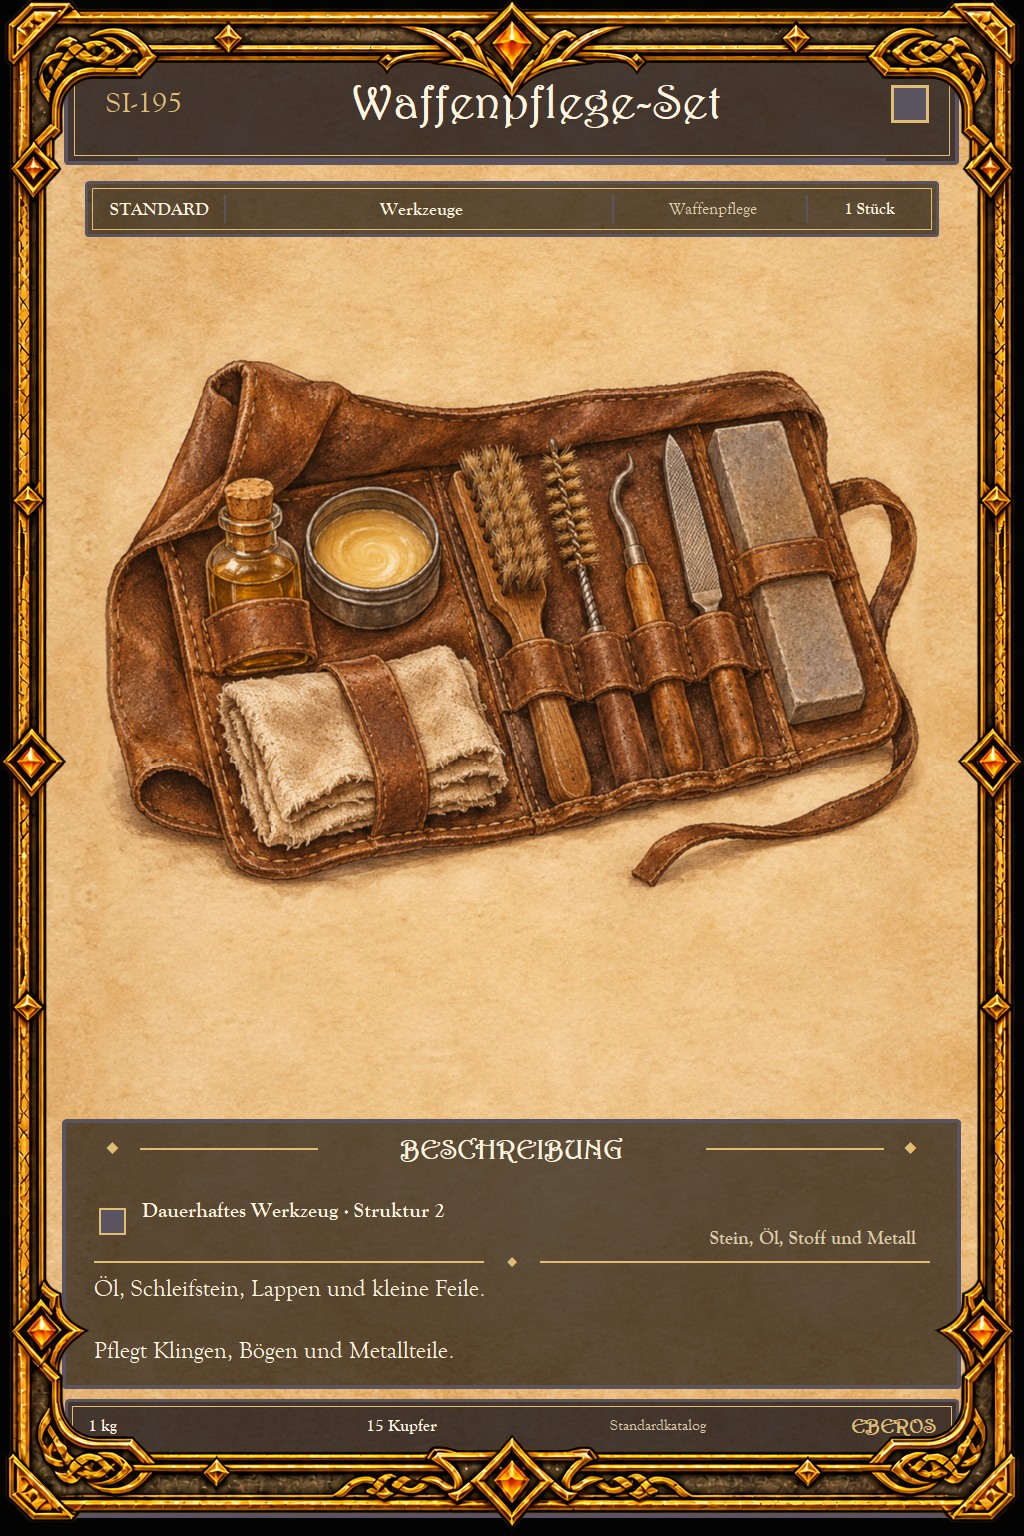 SI-195
Waffenpflege-Set
STANDARD
Werkzeuge
Waffenpflege
1 Stück
BESCHREIBUNG
Dauerhaftes Werkzeug · Struktur 2
Stein, Öl, Stoff und Metall
Öl, Schleifstein, Lappen und kleine Feile.
Pflegt Klingen, Bögen und Metallteile.
1 kg
15 Kupfer
Standardkatalog
EBEROS